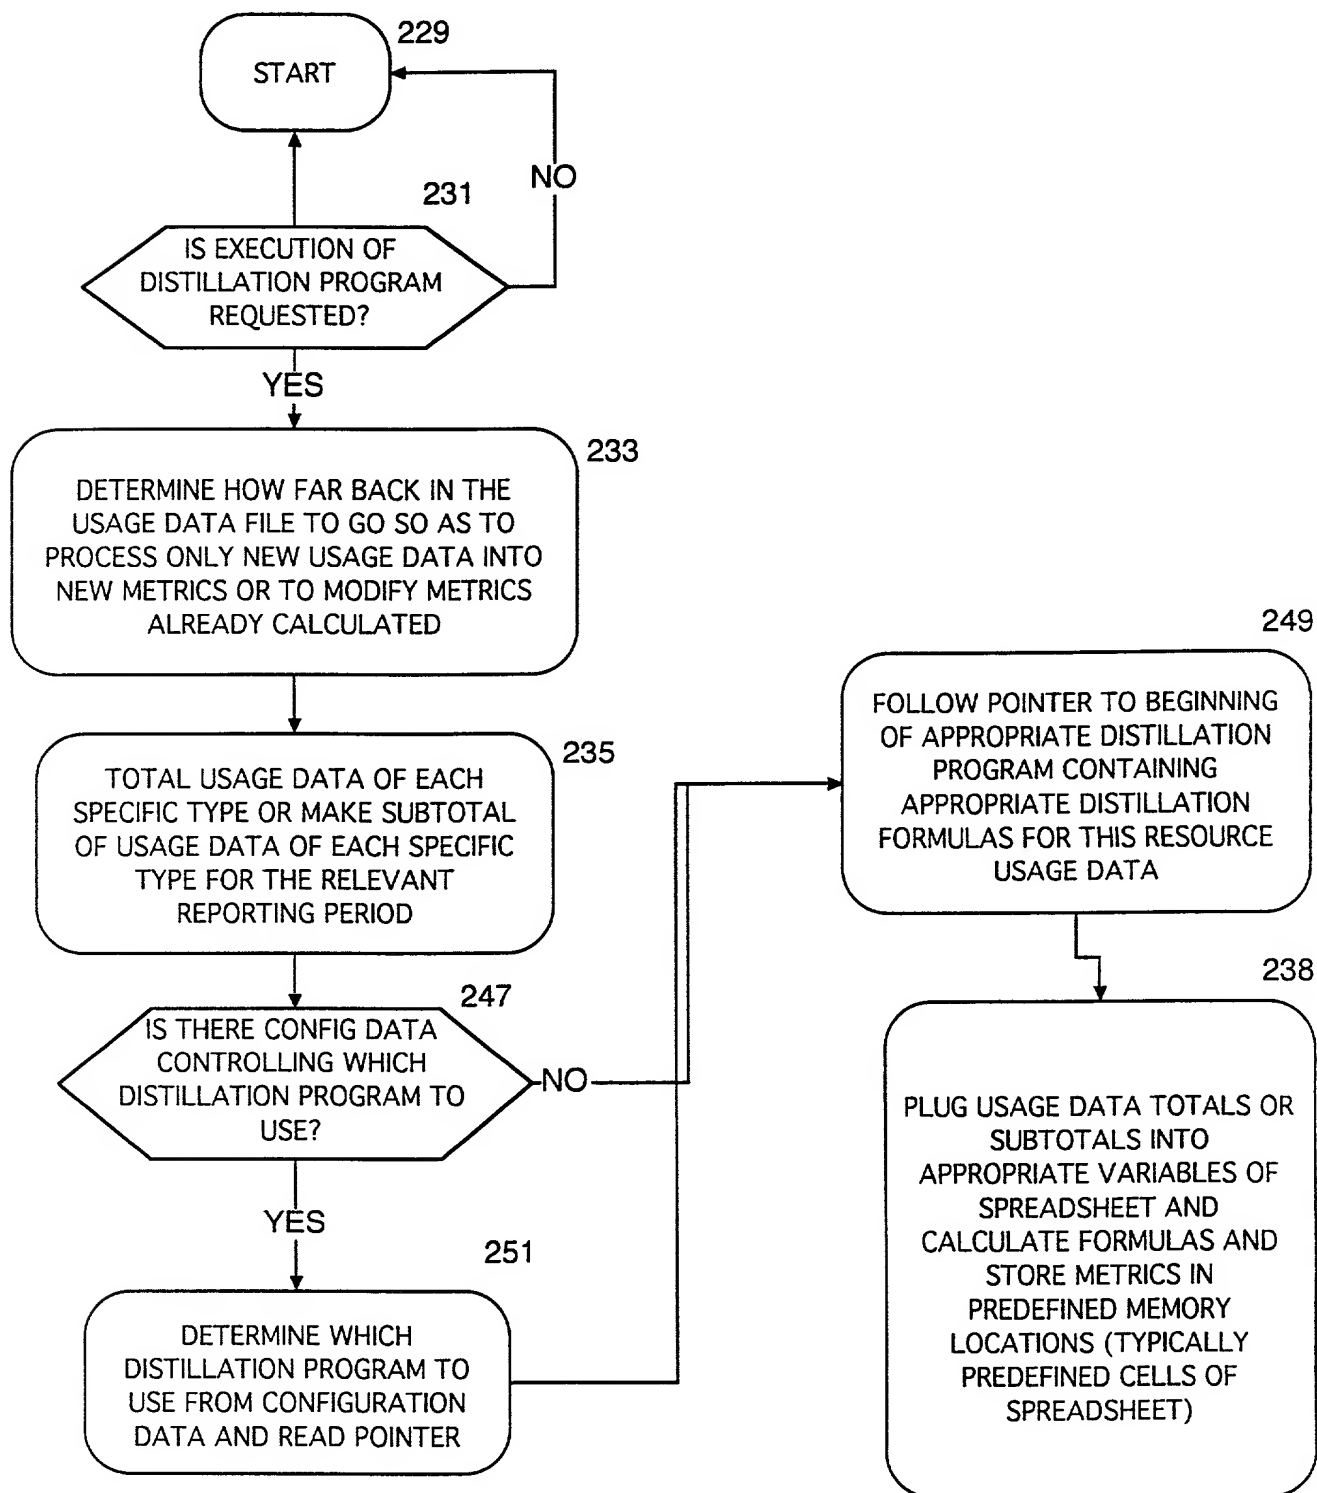 229
START
NO
231
IS EXECUTION OF
DISTILLATION PROGRAM
REQUESTED?
YES
233
DETERMINE HOW FAR BACK IN THE
USAGE DATA FILE TO GO SO AS TO
PROCESS ONLY NEW USAGE DATA INTO
NEW METRICS OR TO MODIFY METRICS
ALREADY CALCULATED
235
TOTAL USAGE DATA OF EACH
SPECIFIC TYPE OR MAKE SUBTOTAL
OF USAGE DATA OF EACH SPECIFIC
TYPE FOR THE RELEVANT
REPORTING PERIOD
247
IS THERE CONFIG DATA
CONTROLLING WHICH
DISTILLATION PROGRAM TO
USE?
NO
YES
251
DETERMINE WHICH
DISTILLATION PROGRAM TO
USE FROM CONFIGURATION
DATA AND READ POINTER
249
FOLLOW POINTER TO BEGINNING
OF APPROPRIATE DISTILLATION
PROGRAM CONTAINING
APPROPRIATE DISTILLATION
FORMULAS FOR THIS RESOURCE
USAGE DATA
238
PLUG USAGE DATA TOTALS OR
SUBTOTALS INTO
APPROPRIATE VARIABLES OF
SPREADSHEET AND
CALCULATE FORMULAS AND
STORE METRICS IN
PREDEFINED MEMORY
LOCATIONS (TYPICALLY
PREDEFINED CELLS OF
SPREADSHEET)